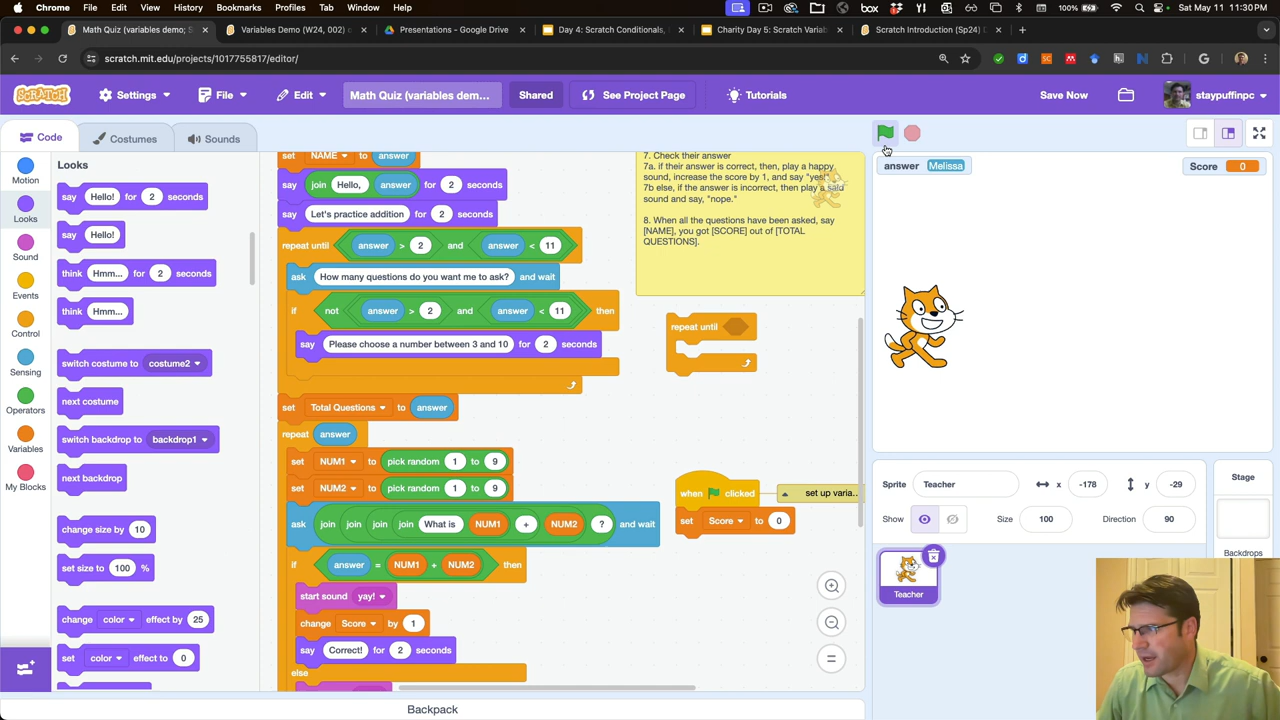 Chrome File Edit View History Bookmarks Profiles Tab Window Help
box 100% Sat May 11 11:30 PM
Math Quiz (variables demo; S
Variables Demo (W24, 002)
Presentations - Google Drive
Day 4: Scratch Conditionals,
Charity Day 5: Scratch Variab
Scratch Introduction (Sp24)
scratch.mit.edu/projects/1017755817/editor/
SCRATCH Settings File Edit Math Quiz (variables dem... Shared See Project Page Tutorials Save Now staypuffinpc
Code Costumes Sounds
Motion
Looks
Sound
Events
Control
Sensing
Operators
Variables
My Blocks
Looks
say Hello! for 2 seconds
say Hello!
think Hmm... for 2 seconds
think Hmm...
switch costume to costume2
next costume
switch backdrop to backdrop1
next backdrop
change size by 10
set size to 100 %
change color effect by 25
set color effect to 0
set NAME to answer
say join Hello, answer for 2 seconds
say Let's practice addition for 2 seconds
repeat until answer > 2 and answer < 11
ask How many questions do you want me to ask? and wait
if not answer > 2 and answer < 11 then
say Please choose a number between 3 and 10 for 2 seconds
set Total Questions to answer
repeat answer
set NUM1 to pick random 1 to 9
set NUM2 to pick random 1 to 9
ask join join join join What is NUM1 + NUM2 ? and wait
if answer = NUM1 + NUM2 then
start sound yay!
change Score by 1
say Correct! for 2 seconds
else
7. Check their answer
7a. if their answer is correct, then, play a happy
sound, increase the score by 1, and say "yes!"
7b else, if the answer is incorrect, then play a said
sound and say, "nope."
8. When all the questions have been asked, say
[NAME], you got [SCORE] out of [TOTAL
QUESTIONS].
repeat until
when clicked
set up varia..
set Score to 0
answer Melissa
Score 0
Sprite Teacher x -178 y -29
Show Size 100 Direction 90
Teacher
Stage
Backdrops
Backpack